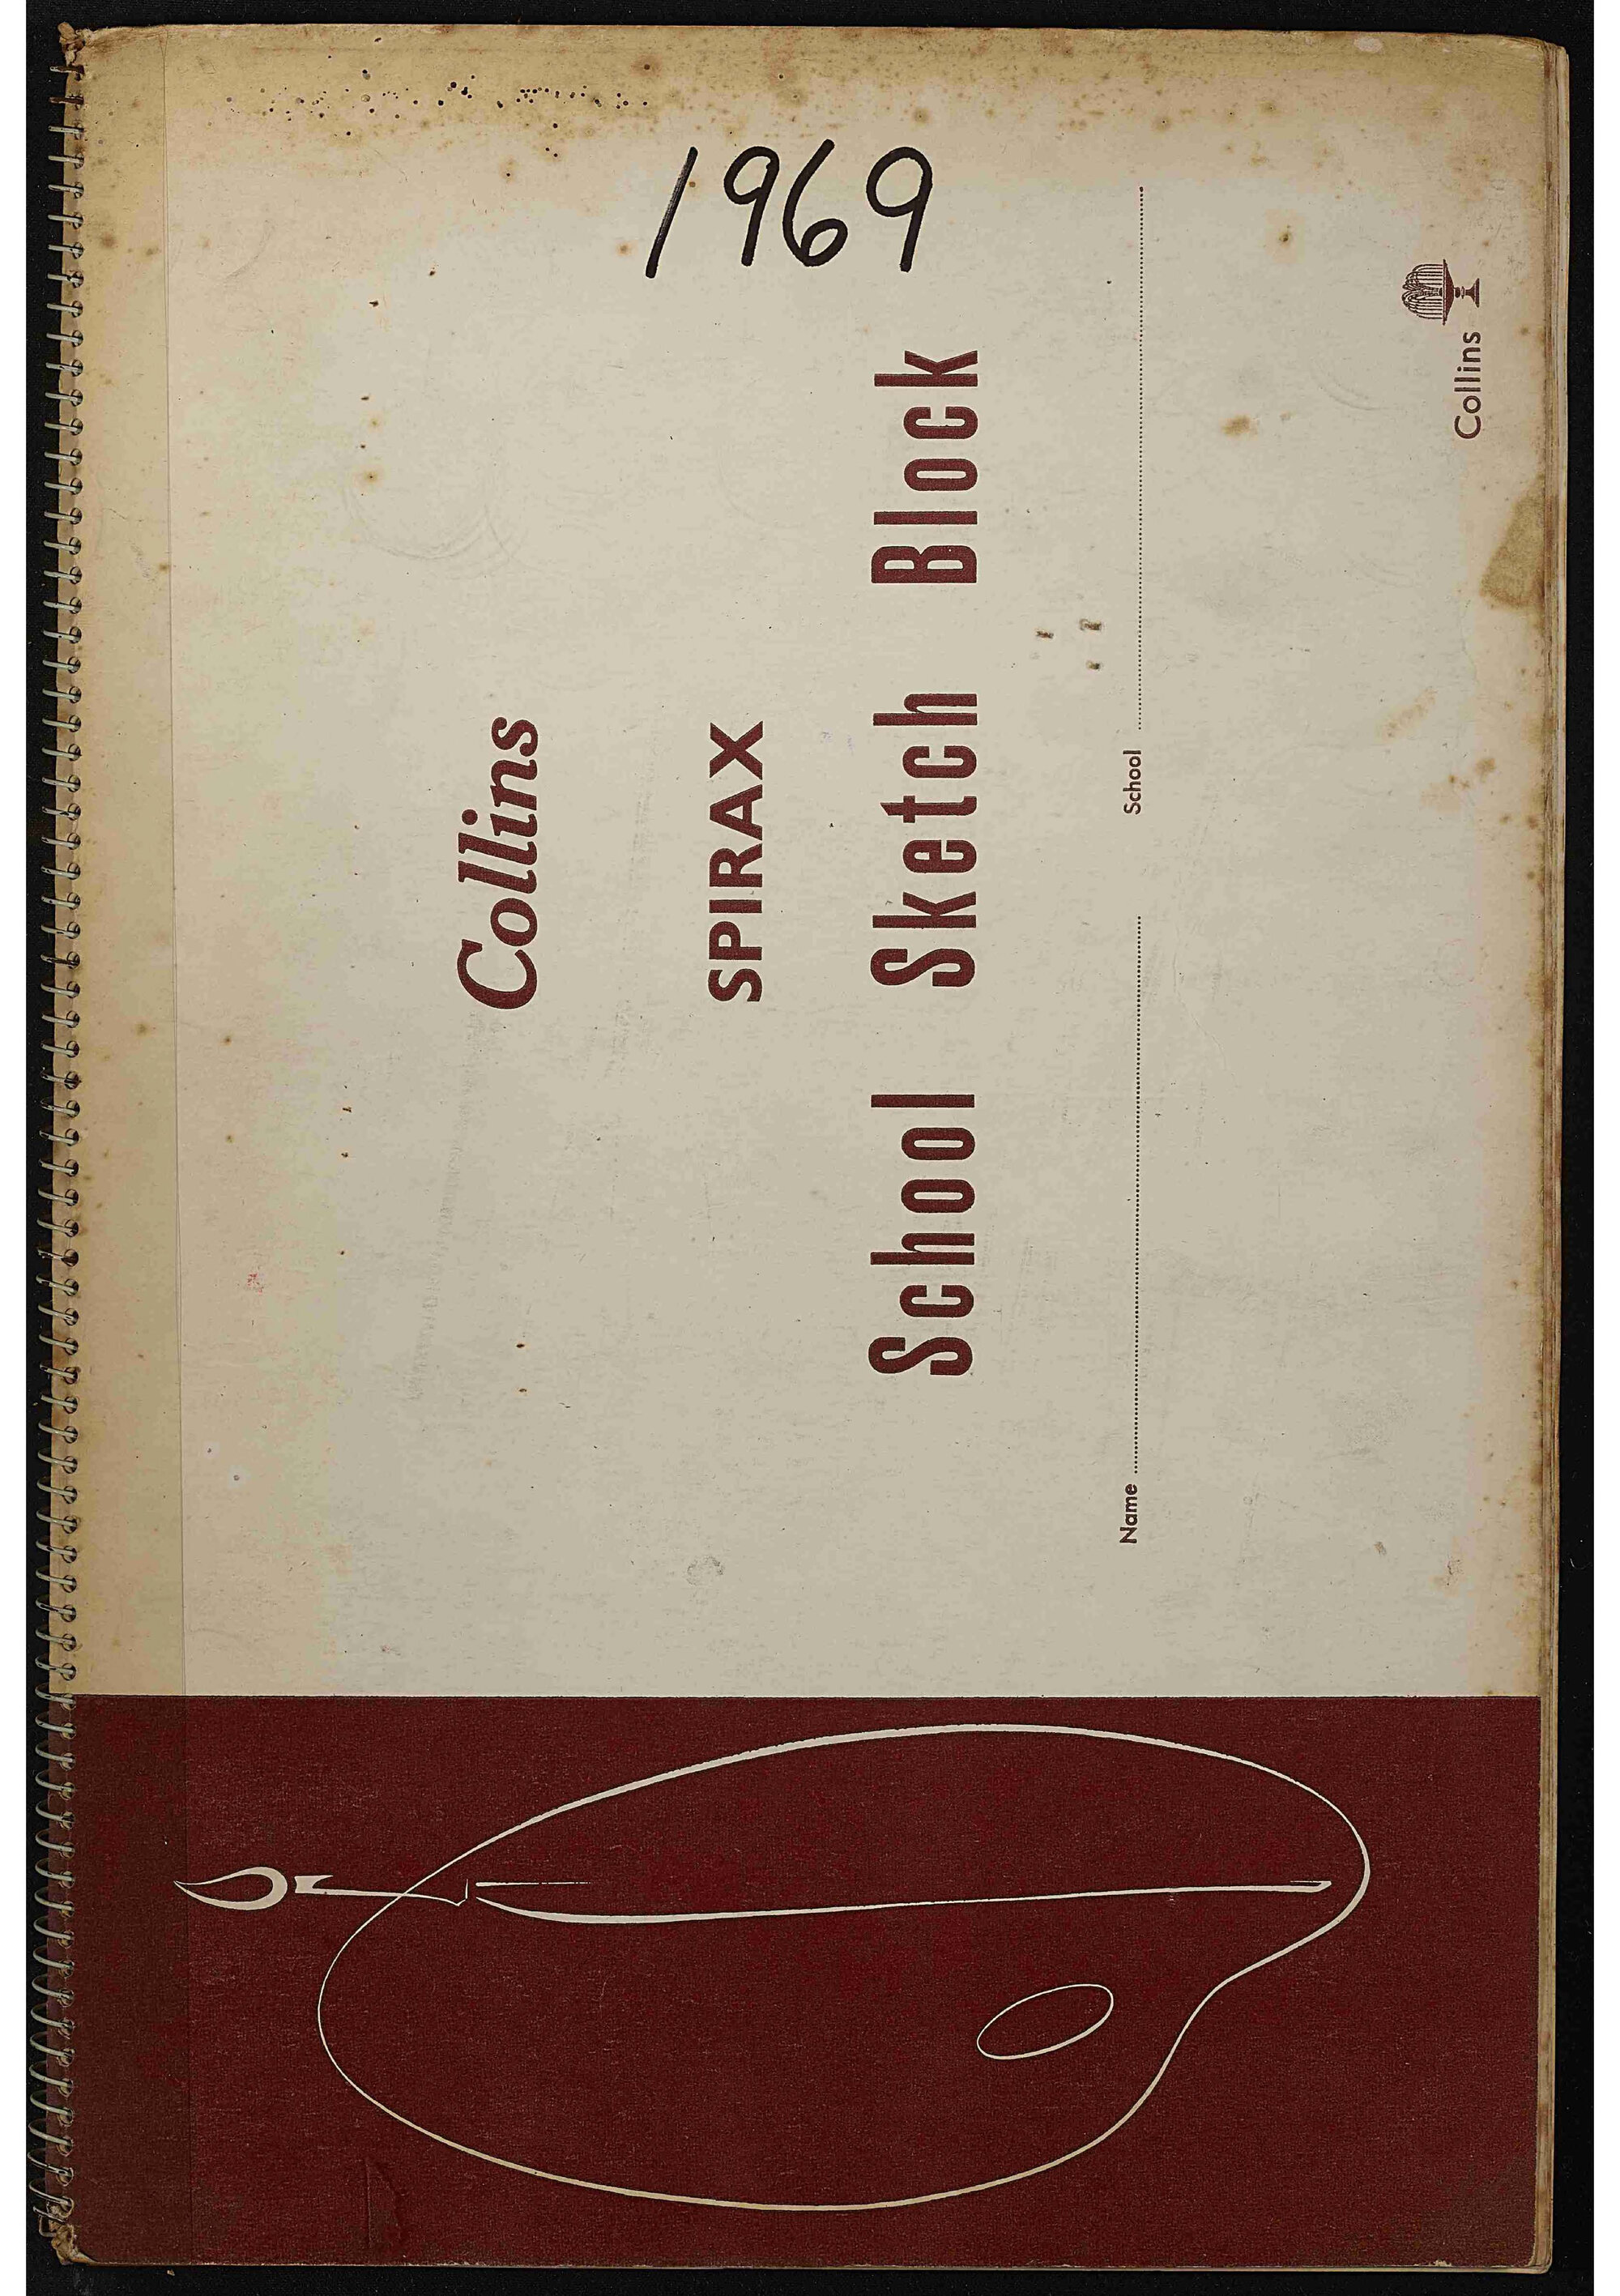 1969
Collins
SPIRAX
School Sketch Block
Name ........ School ........
Collins